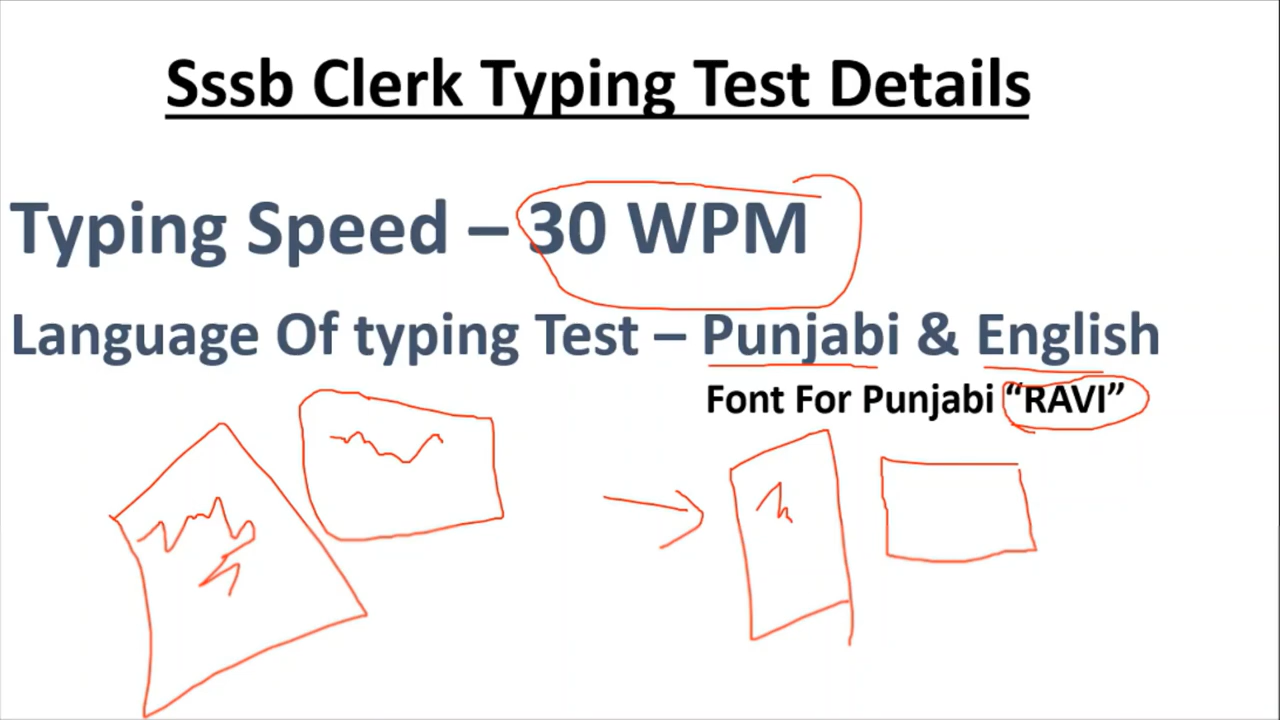 Sssb Clerk Typing Test Details
Typing Speed – 30 WPM
Language Of typing Test – Punjabi & English
Font For Punjabi “RAVI”